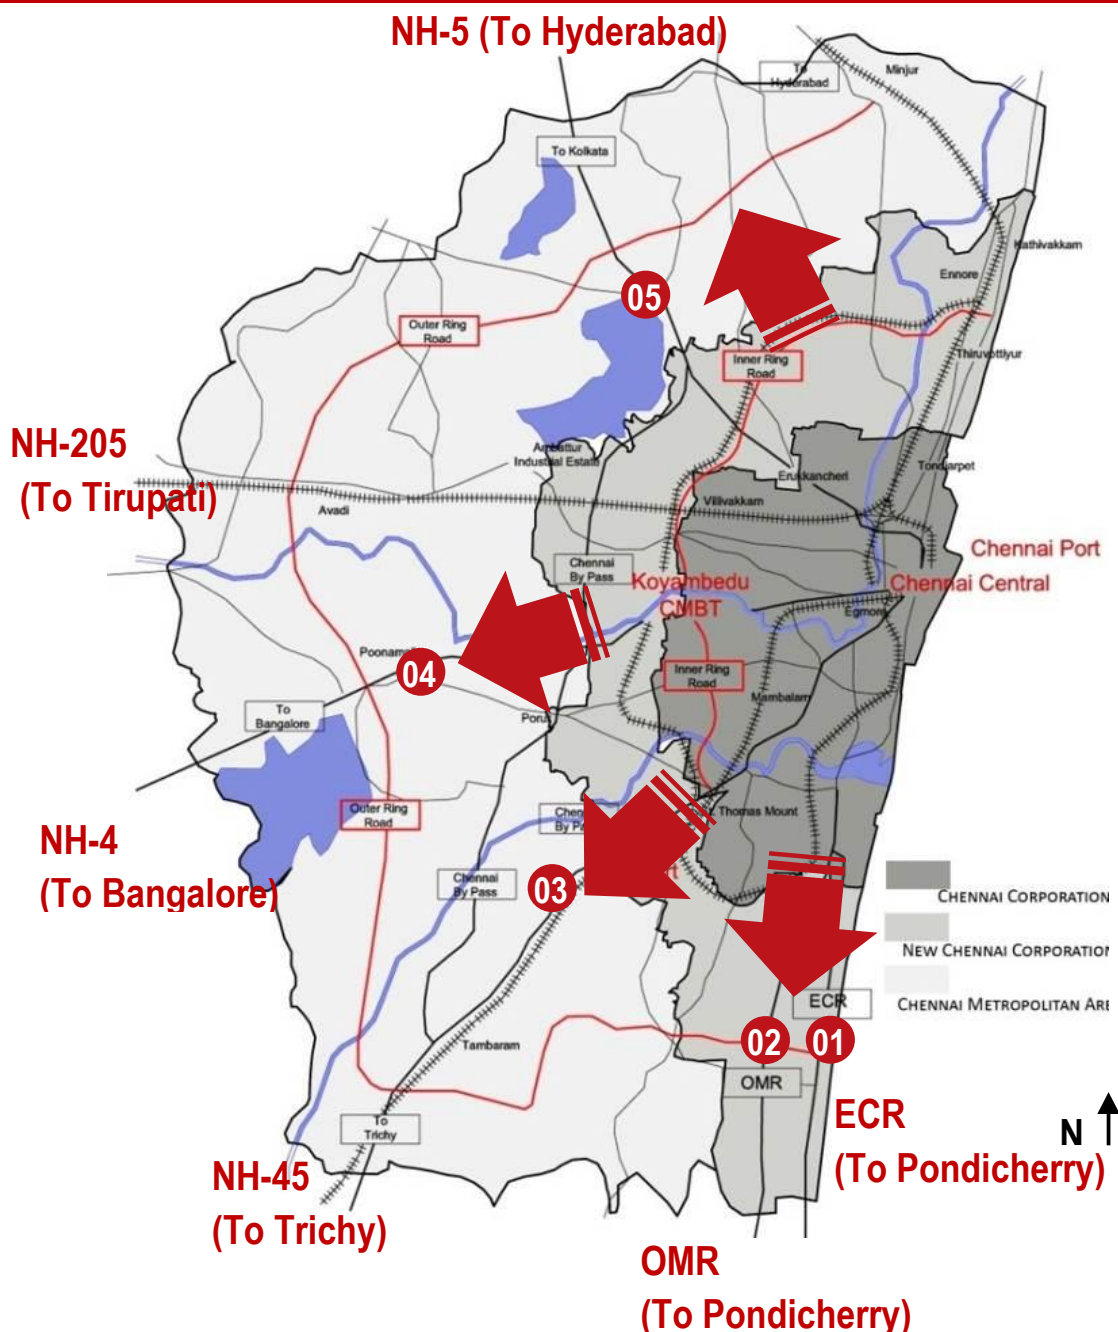 NH-5 (To Hyderabad)
To
Hyderabad
Minjur
To Kolkata
Kathivakkam
Ennore
05
Outer Ring
Road
Inner Ring
Road
Thiruvottiyur
NH-205
(To Tirupati)
Ambattur
Industrial Estate
Erukkancheri
Tondiarpet
Villivakkam
Avadi
Chennai Port
Chennai
By Pass
Koyambedu
CMBT
Chennai Central
Egmore
04
Inner Ring
Road
Mambalam
To
Bangalore
Outer Ring
Road
Thomas Mount
NH-4
(To Bangalore)
Chennai
By Pass
03
CHENNAI CORPORATION
NEW CHENNAI CORPORATION
CHENNAI METROPOLITAN ARE
ECR
02
01
Tambaram
OMR
To
Trichy
ECR
(To Pondicherry)
N
NH-45
(To Trichy)
OMR
(To Pondicherry)